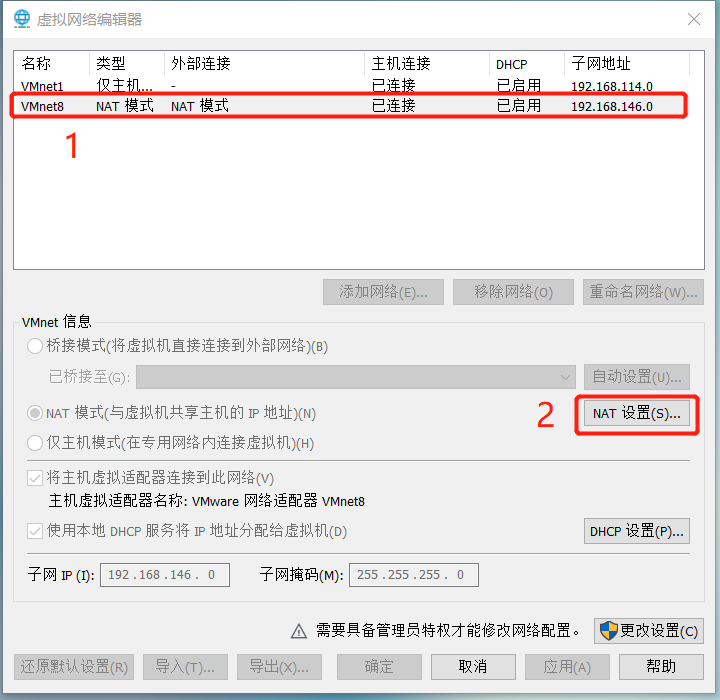 虚拟网络编辑器
名称 类型 外部连接 主机连接 DHCP 子网地址
VMnet1 仅主机... - 已连接 已启用 192.168.114.0
VMnet8 NAT 模式 NAT 模式 已连接 已启用 192.168.146.0
1
添加网络(E)... 移除网络(O) 重命名网络(W)...
VMnet 信息
桥接模式(将虚拟机直接连接到外部网络)(B)
已桥接至(G): 自动设置(U)...
NAT 模式(与虚拟机共享主机的 IP 地址)(N) 2 NAT 设置(S)...
仅主机模式(在专用网络内连接虚拟机)(H)
将主机虚拟适配器连接到此网络(V)
主机虚拟适配器名称: VMware 网络适配器 VMnet8
使用本地 DHCP 服务将 IP 地址分配给虚拟机(D) DHCP 设置(P)...
子网 IP (I): 192.168.146. 0 子网掩码(M): 255.255.255. 0
需要具备管理员特权才能修改网络配置。 更改设置(C)
还原默认设置(R) 导入(T)... 导出(X)... 确定 取消 应用(A) 帮助